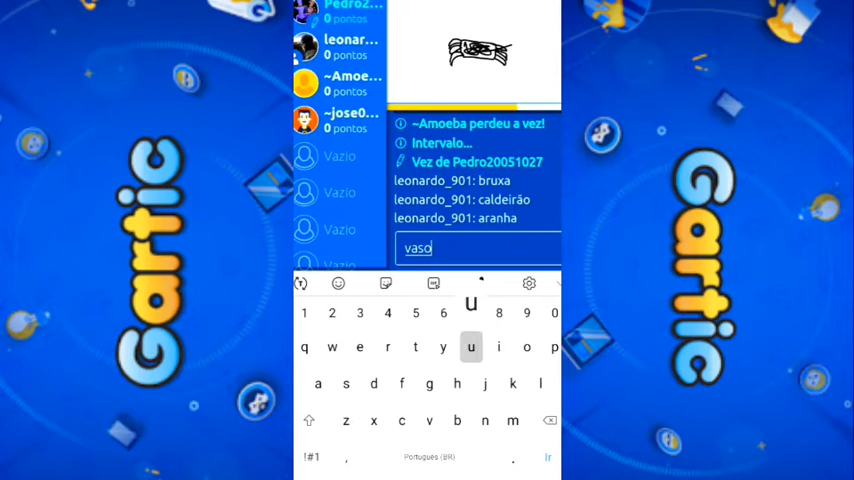 Gartic
Pedro2...
0 pontos
leonar...
0 pontos
~Amoe...
0 pontos
~jose0...
0 pontos
Vazio
Vazio
Vazio
Vazio
~Amoeba perdeu a vez!
Intervalo...
Vez de Pedro20051027
leonardo_901: bruxa
leonardo_901: caldeirão
leonardo_901: aranha
vaso
GIF
u
1 2 3 4 5 6 8 9 0
q w e r t y u i o p
a s d f g h j k l
z x c v b n m
!#1 , Português (BR) . Ir
Gartic